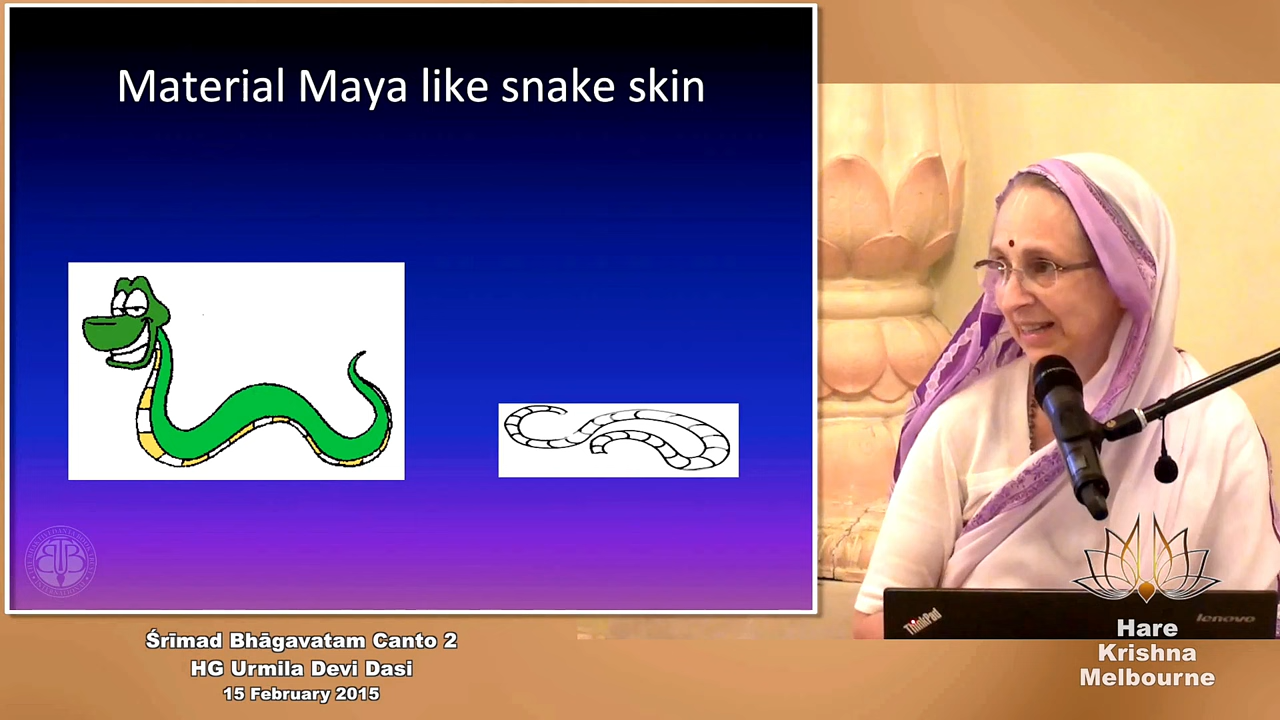 Material Maya like snake skin
Śrīmad Bhāgavatam Canto 2
HG Urmila Devi Dasi
15 February 2015
ThinkPad
lenovo
Hare
Krishna
Melbourne